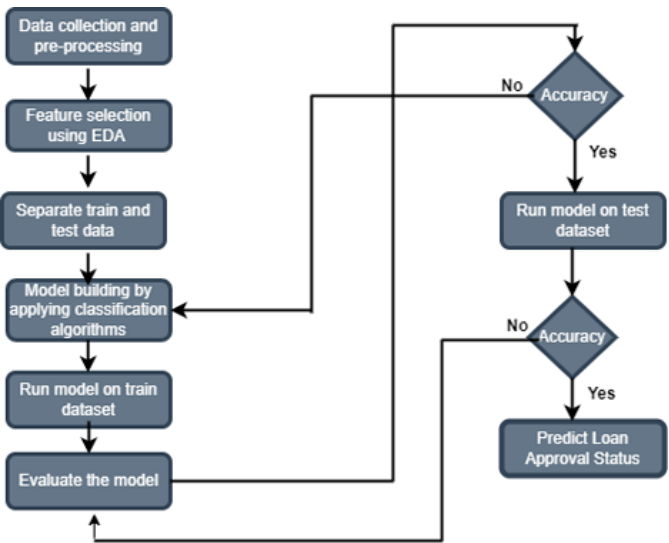 Data collection and
pre-processing
Feature selection
using EDA
Separate train and
test data
Model building by
applying classification
algorithms
Run model on train
dataset
Evaluate the model
No
Accuracy
Yes
Run model on test
dataset
No
Accuracy
Yes
Predict Loan
Approval Status